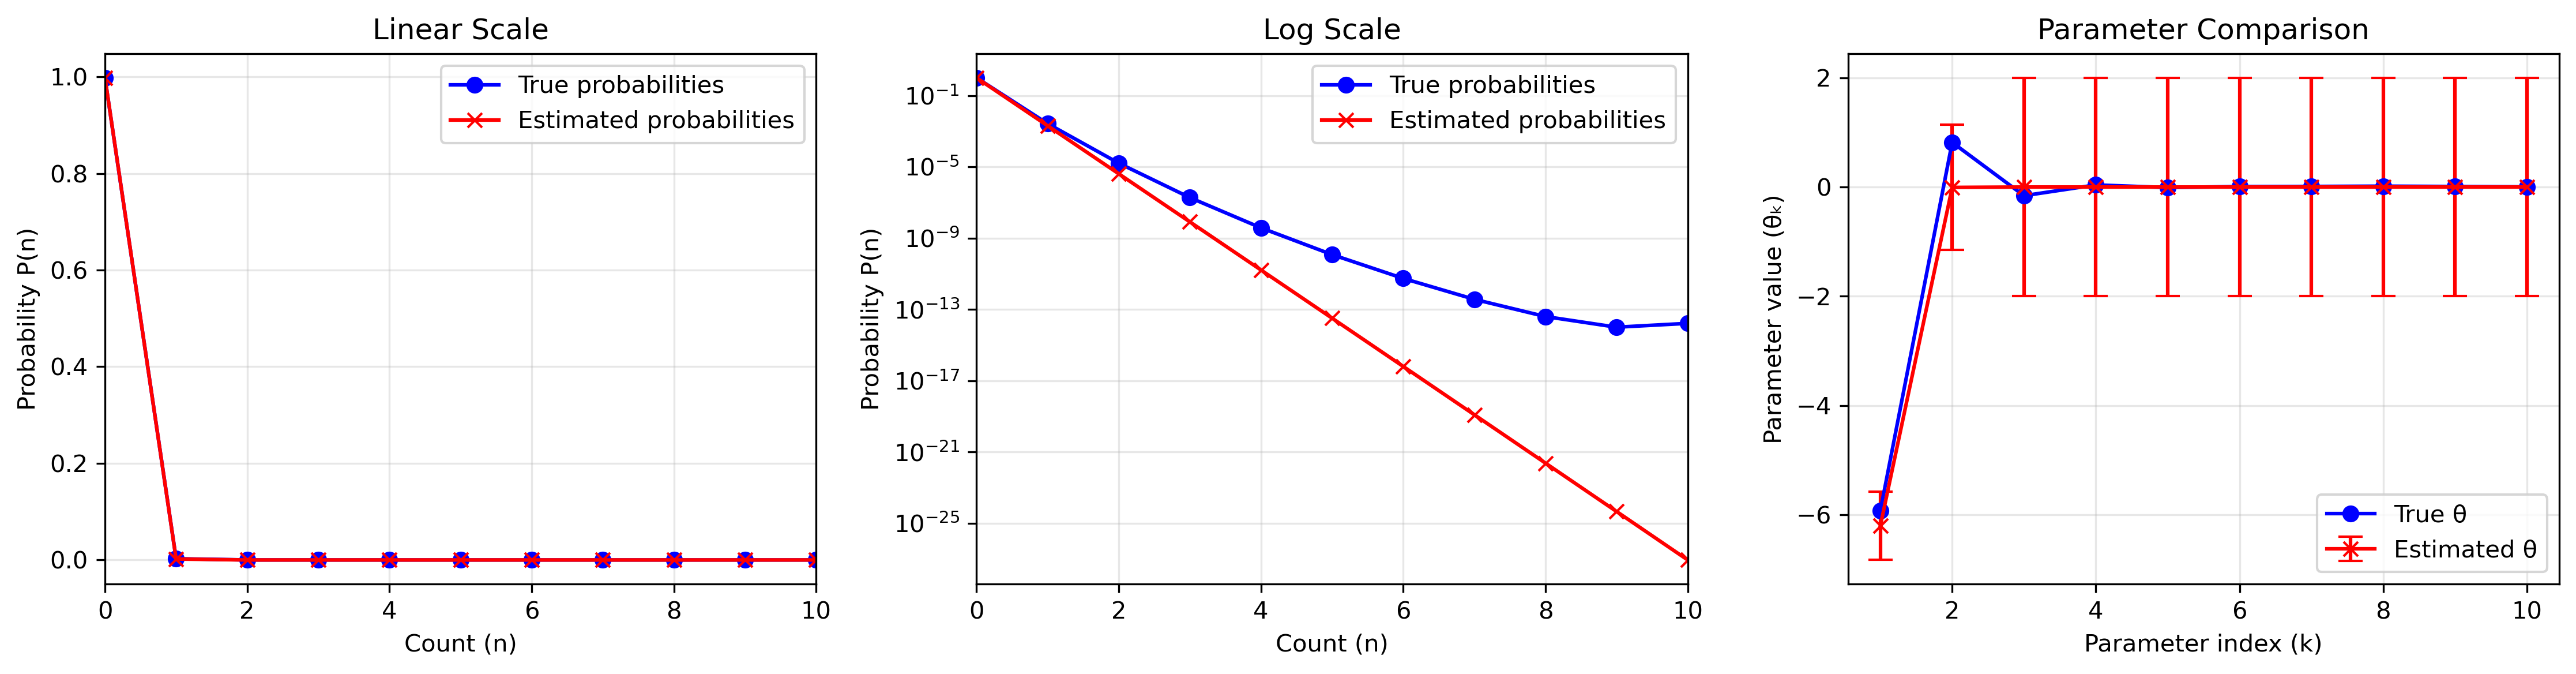 Linear Scale
Probability P(n)
1.0
0.8
0.6
0.4
0.2
0.0
True probabilities
Estimated probabilities
0 2 4 6 8 10
Count (n)
Log Scale
Probability P(n)
10⁻¹
10⁻⁵
10⁻⁹
10⁻¹³
10⁻¹⁷
10⁻²¹
10⁻²⁵
True probabilities
Estimated probabilities
0 2 4 6 8 10
Count (n)
Parameter Comparison
Parameter value (θₖ)
2
0
−2
−4
−6
True θ
Estimated θ
2 4 6 8 10
Parameter index (k)